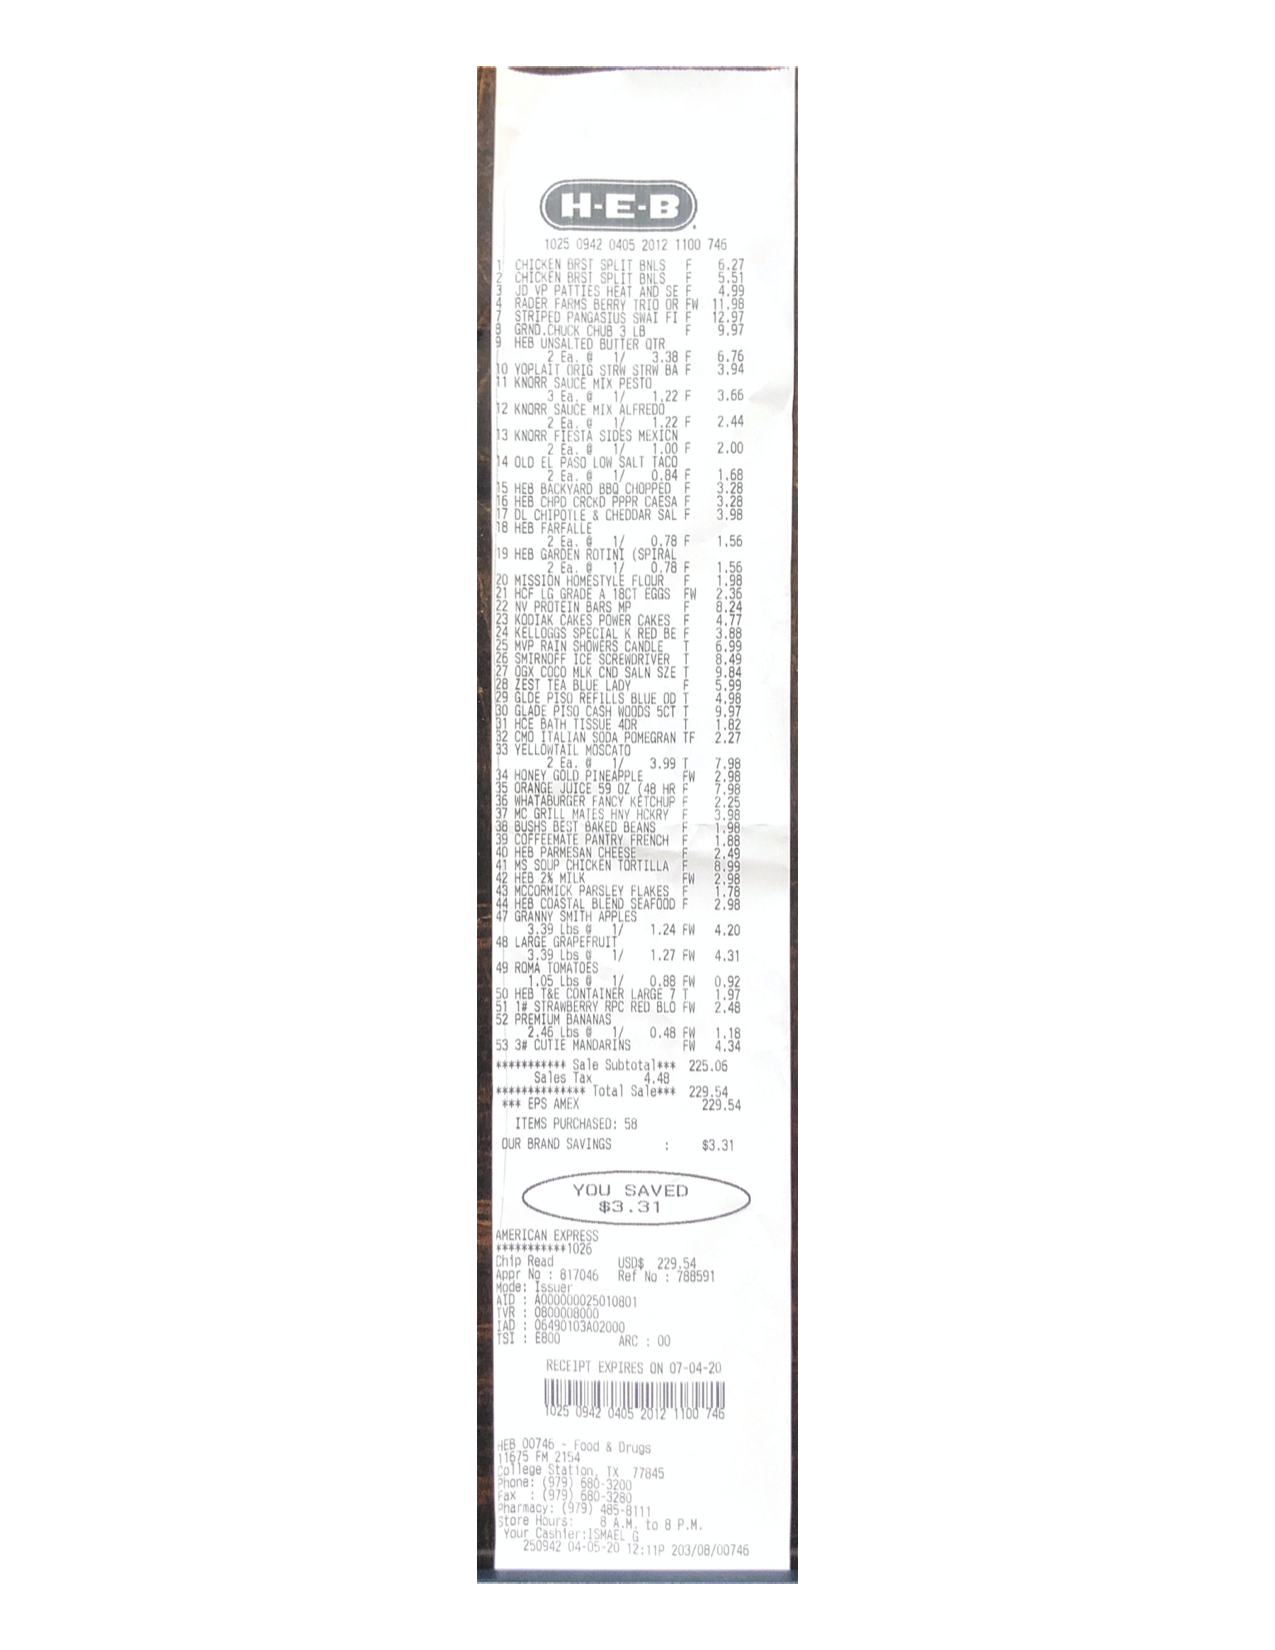 H-E-B
1025 0942 0405 2012 1100 746
1 CHICKEN BRST SPLIT BNLS F 6.27
2 CHICKEN BRST SPLIT BNLS F 5.51
3 JD VP PATTIES HEAT AND SE F 4.99
4 RADER FARMS BERRY TRIO OR FW 11.98
7 STRIPED PANGASIUS SWAI FI F 12.97
8 GRND.CHUCK CHUB 3 LB F 9.97
9 HEB UNSALTED BUTTER QTR
2 Ea. @ 1/ 3.38 F 6.76
10 YOPLAIT ORIG STRW STRW BA F 3.94
11 KNORR SAUCE MIX PESTO
3 Ea. @ 1/ 1.22 F 3.66
12 KNORR SAUCE MIX ALFREDO
2 Ea. @ 1/ 1.22 F 2.44
13 KNORR FIESTA SIDES MEXICN
2 Ea. @ 1/ 1.00 F 2.00
14 OLD EL PASO LOW SALT TACO
2 Ea. @ 1/ 0.84 F 1.68
15 HEB BACKYARD BBQ CHOPPED F 3.28
16 HEB CHPD CRCKD PPPR CAESA F 3.28
17 DL CHIPOTLE & CHEDDAR SAL F 3.98
18 HEB FARFALLE
2 Ea. @ 1/ 0.78 F 1.56
19 HEB GARDEN ROTINI (SPIRAL
2 Ea. @ 1/ 0.78 F 1.56
20 MISSION HOMESTYLE FLOUR F 1.98
21 HCF LG GRADE A 18CT EGGS FW 2.36
22 NV PROTEIN BARS MP F 8.24
23 KODIAK CAKES POWER CAKES F 4.77
24 KELLOGGS SPECIAL K RED BE F 3.88
25 MVP RAIN SHOWERS CANDLE T 6.99
26 SMIRNOFF ICE SCREWDRIVER T 8.49
27 OGX COCO MLK CND SALN SZE T 9.84
28 ZEST TEA BLUE LADY F 5.99
29 GLDE PISO REFILLS BLUE OD T 4.98
30 GLADE PISO CASH WOODS 5CT T 9.97
31 HCE BATH TISSUE 4DR T 1.82
32 CMO ITALIAN SODA POMEGRAN TF 2.27
33 YELLOWTAIL MOSCATO
2 Ea. @ 1/ 3.99 T 7.98
34 HONEY GOLD PINEAPPLE FW 2.98
35 ORANGE JUICE 59 OZ (48 HR F 7.98
36 WHATABURGER FANCY KETCHUP F 2.25
37 MC GRILL MATES HNY HCKRY F 3.98
38 BUSHS BEST BAKED BEANS F 1.98
39 COFFEEMATE PANTRY FRENCH F 1.88
40 HEB PARMESAN CHEESE F 2.49
41 MS SOUP CHICKEN TORTILLA F 8.99
42 HEB 2% MILK FW 2.98
43 MCCORMICK PARSLEY FLAKES F 1.78
44 HEB COASTAL BLEND SEAFOOD F 2.98
47 GRANNY SMITH APPLES
3.39 Lbs @ 1/ 1.24 FW 4.20
48 LARGE GRAPEFRUIT
3.39 Lbs @ 1/ 1.27 FW 4.31
49 ROMA TOMATOES
1.05 Lbs @ 1/ 0.88 FW 0.92
50 HEB T&E CONTAINER LARGE 7 T 1.97
51 1# STRAWBERRY RPC RED BLO FW 2.48
52 PREMIUM BANANAS
2.46 Lbs @ 1/ 0.48 FW 1.18
53 3# CUTIE MANDARINS FW 4.34
*********** Sale Subtotal*** 225.06
Sales Tax 4.48
************** Total Sale*** 229.54
*** EPS AMEX 229.54
ITEMS PURCHASED: 58
OUR BRAND SAVINGS : $3.31
YOU SAVED
$3.31
AMERICAN EXPRESS
***********1026
Chip Read USD$ 229.54
Appr No : 817046 Ref No : 788591
Mode: Issuer
AID : A000000025010801
TVR : 0800008000
IAD : 06490103A02000
TSI : E800 ARC : 00
RECEIPT EXPIRES ON 07-04-20
1025 0942 0405 2012 1100 746
HEB 00746 - Food & Drugs
11675 FM 2154
College Station, TX 77845
Phone: (979) 680-3200
Fax : (979) 680-3280
Pharmacy: (979) 485-8111
Store Hours: 8 A.M. to 8 P.M.
Your Cashier:ISMAEL G
250942 04-05-20 12:11P 203/08/00746